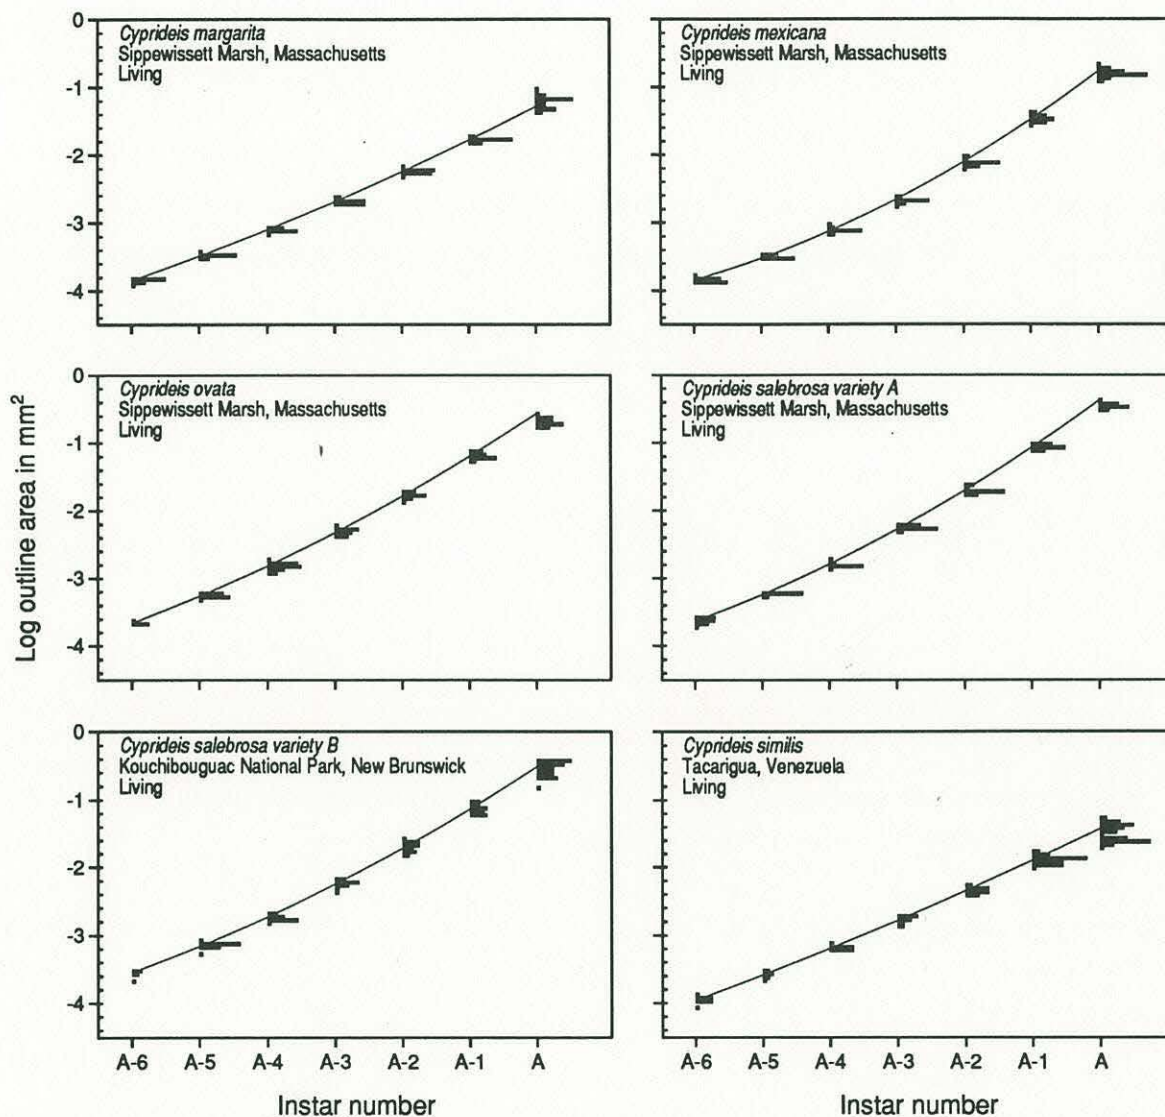 Log outline area in mm²
0
-1
-2
-3
-4
Cyprideis margarita
Sippewissett Marsh, Massachusetts
Living
Cyprideis mexicana
Sippewissett Marsh, Massachusetts
Living
0
-1
-2
-3
-4
Cyprideis ovata
Sippewissett Marsh, Massachusetts
Living
Cyprideis salebrosa variety A
Sippewissett Marsh, Massachusetts
Living
0
-1
-2
-3
-4
Cyprideis salebrosa variety B
Kouchibouguac National Park, New Brunswick
Living
Cyprideis similis
Tacarigua, Venezuela
Living
A-6 A-5 A-4 A-3 A-2 A-1 A
A-6 A-5 A-4 A-3 A-2 A-1 A
Instar number
Instar number